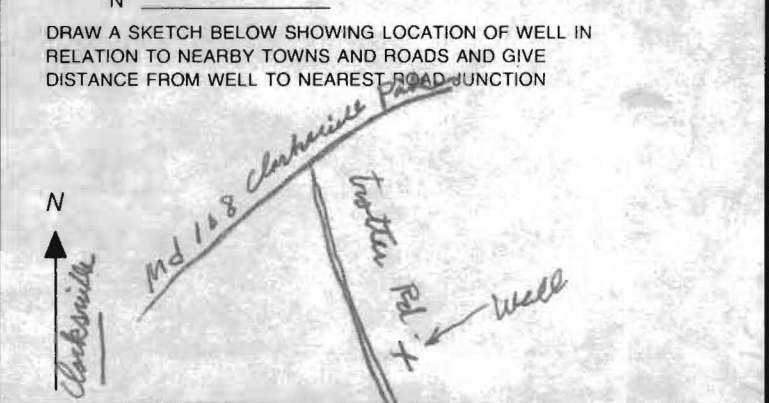 N
DRAW A SKETCH BELOW SHOWING LOCATION OF WELL IN
RELATION TO NEARBY TOWNS AND ROADS AND GIVE
DISTANCE FROM WELL TO NEAREST ROAD JUNCTION
Md 108 Clarksville Pike
Trotter Rd.
Well
N
Clarksville